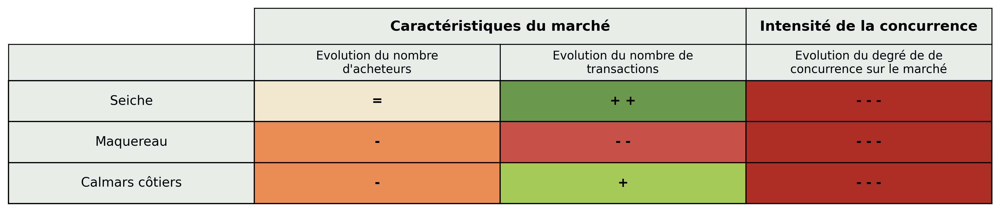 Caractéristiques du marché
Intensité de la concurrence
Evolution du nombre
d'acheteurs
Evolution du nombre de
transactions
Evolution du degré de de
concurrence sur le marché
Seiche
=
+ +
- - -
Maquereau
-
- -
- - -
Calmars côtiers
-
+
- - -